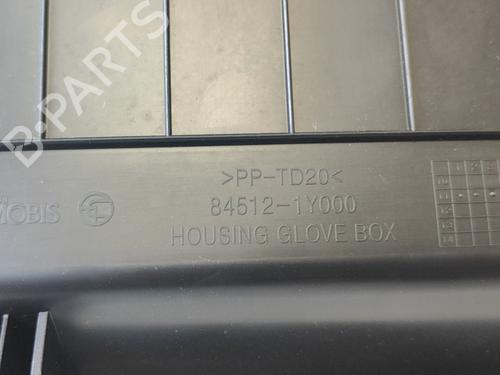 B-PARTS
>PP-TD20<
84512-1Y000
MOBIS
HOUSING GLOVE BOX